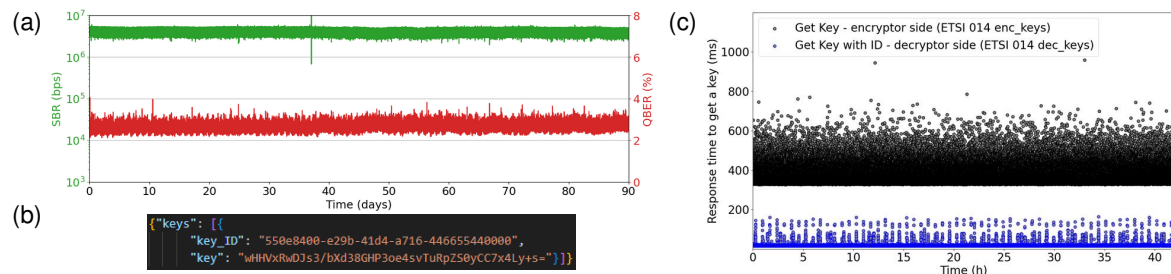 (a)
10^7
10^6
10^5
10^4
10^3
SBR (bps)
8
6
4
2
0
QBER (%)
0 10 20 30 40 50 60 70 80 90
Time (days)
(b)
{"keys": [{
"key_ID": "550e8400-e29b-41d4-a716-446655440000",
"key": "wHHVxRwDJs3/bXd38GHP3oe4svTuRpZS0yCC7x4Ly+s="}]}
(c)
Get Key - encryptor side (ETSI 014 enc_keys)
Get Key with ID - decryptor side (ETSI 014 dec_keys)
1000
800
600
400
200
Response time to get a key (ms)
0 5 10 15 20 25 30 35 40
Time (h)